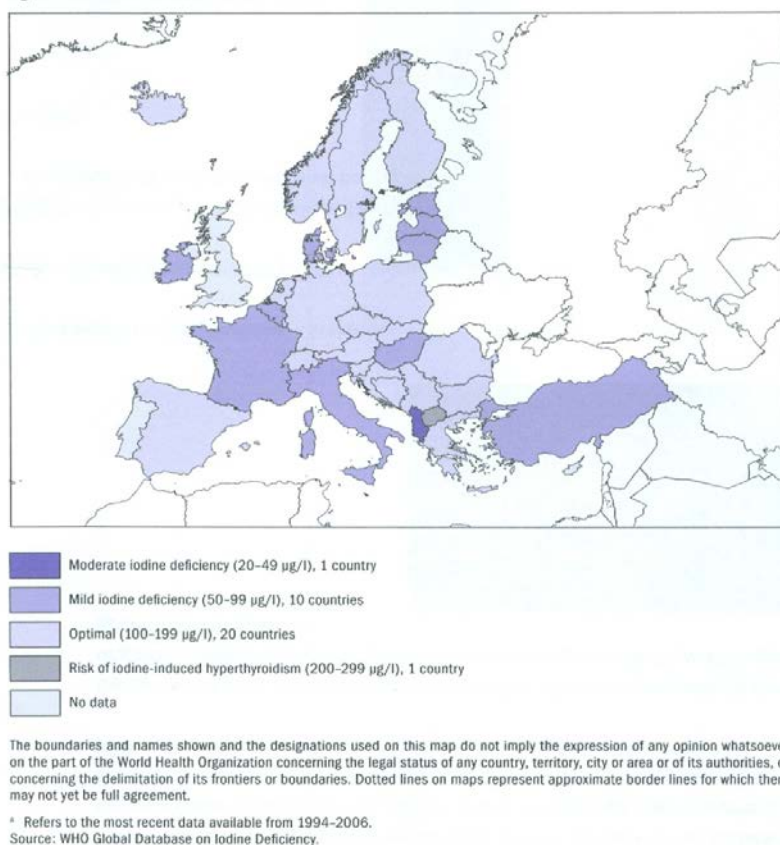 Moderate iodine deficiency (20–49 µg/l), 1 country
Mild iodine deficiency (50–99 µg/l), 10 countries
Optimal (100–199 µg/l), 20 countries
Risk of iodine-induced hyperthyroidism (200–299 µg/l), 1 country
No data
The boundaries and names shown and the designations used on this map do not imply the expression of any opinion whatsoeve
on the part of the World Health Organization concerning the legal status of any country, territory, city or area or of its authorities,
concerning the delimitation of its frontiers or boundaries. Dotted lines on maps represent approximate border lines for which ther
may not yet be full agreement.
ᵃ Refers to the most recent data available from 1994–2006.
Source: WHO Global Database on Iodine Deficiency.